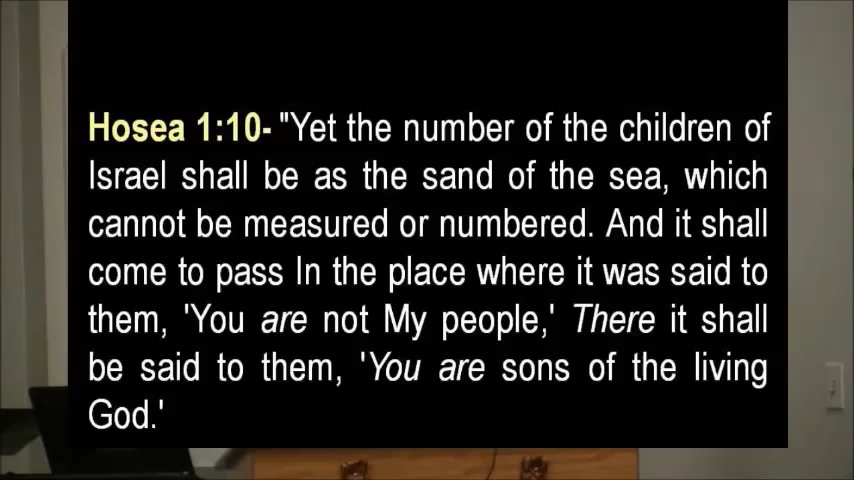 Hosea 1:10- "Yet the number of the children of
Israel shall be as the sand of the sea, which
cannot be measured or numbered. And it shall
come to pass In the place where it was said to
them, 'You are not My people,' There it shall
be said to them, 'You are sons of the living
God.'